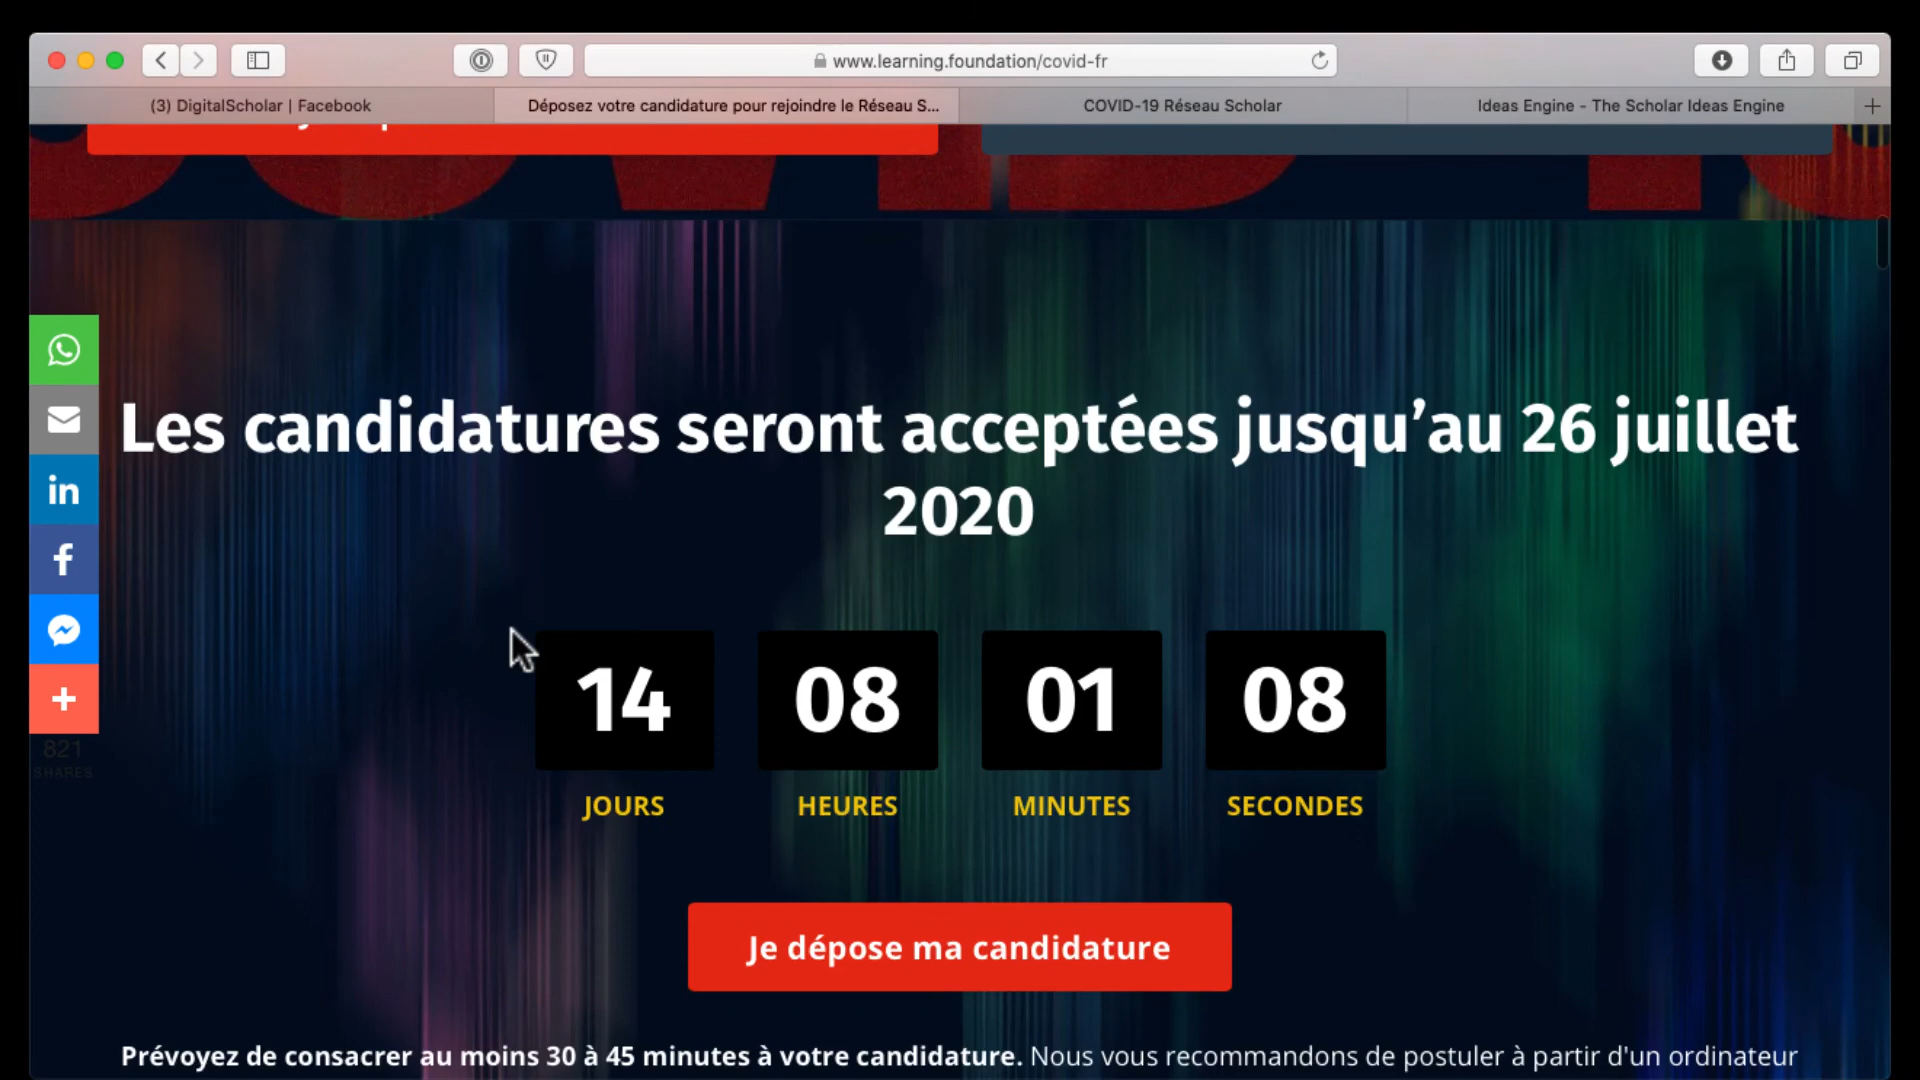 www.learning.foundation/covid-fr
(3) DigitalScholar | Facebook
Déposez votre candidature pour rejoindre le Réseau S...
COVID-19 Réseau Scholar
Ideas Engine - The Scholar Ideas Engine
Les candidatures seront acceptées jusqu’au 26 juillet
2020
14 08 01 08
JOURS HEURES MINUTES SECONDES
821
SHARES
Je dépose ma candidature
Prévoyez de consacrer au moins 30 à 45 minutes à votre candidature. Nous vous recommandons de postuler à partir d'un ordinateur